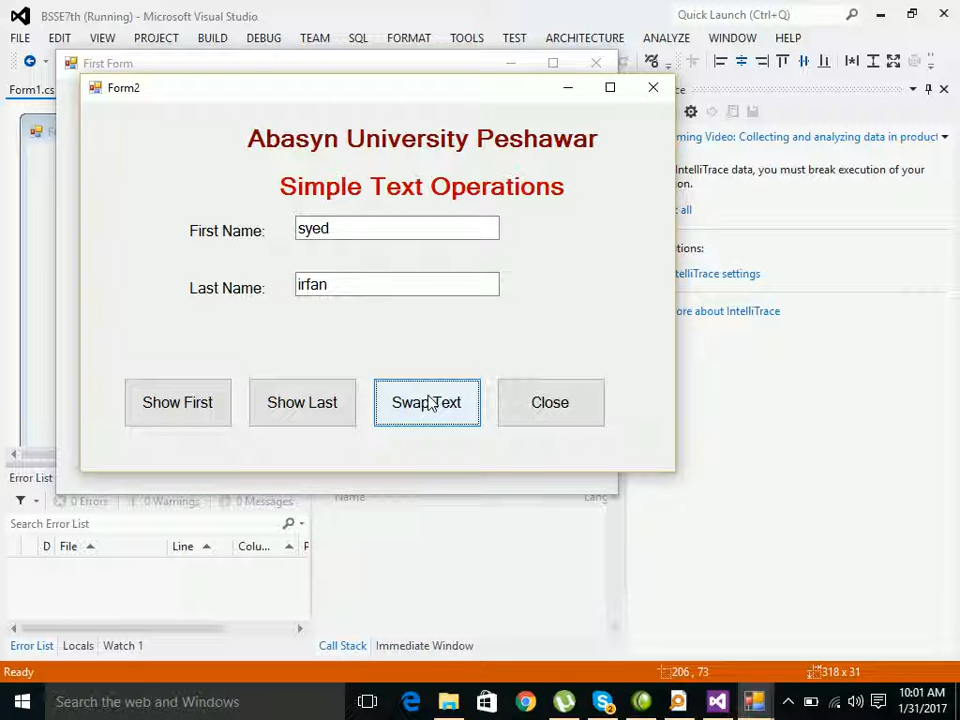 BSSE7th (Running) - Microsoft Visual Studio
Quick Launch (Ctrl+Q)
FILE EDIT VIEW PROJECT BUILD DEBUG TEAM SQL FORMAT TOOLS TEST ARCHITECTURE ANALYZE WINDOW HELP
First Form
Form1.cs
Form2
ming Video: Collecting and analyzing data in product
Abasyn University Peshawar
IntelliTrace data, you must break execution of your
Simple Text Operations
First Name: syed
Last Name: irfan
IntelliTrace settings
ore about IntelliTrace
Show First Show Last Swap Text Close
Error List
0 Errors 0 Warnings 0 Messages
Name
Lang
Search Error List
D File Line Colu...
Error List Locals Watch 1 Call Stack Immediate Window
Ready
206 , 73
318 x 31
Search the web and Windows
2
10:01 AM
1/31/2017